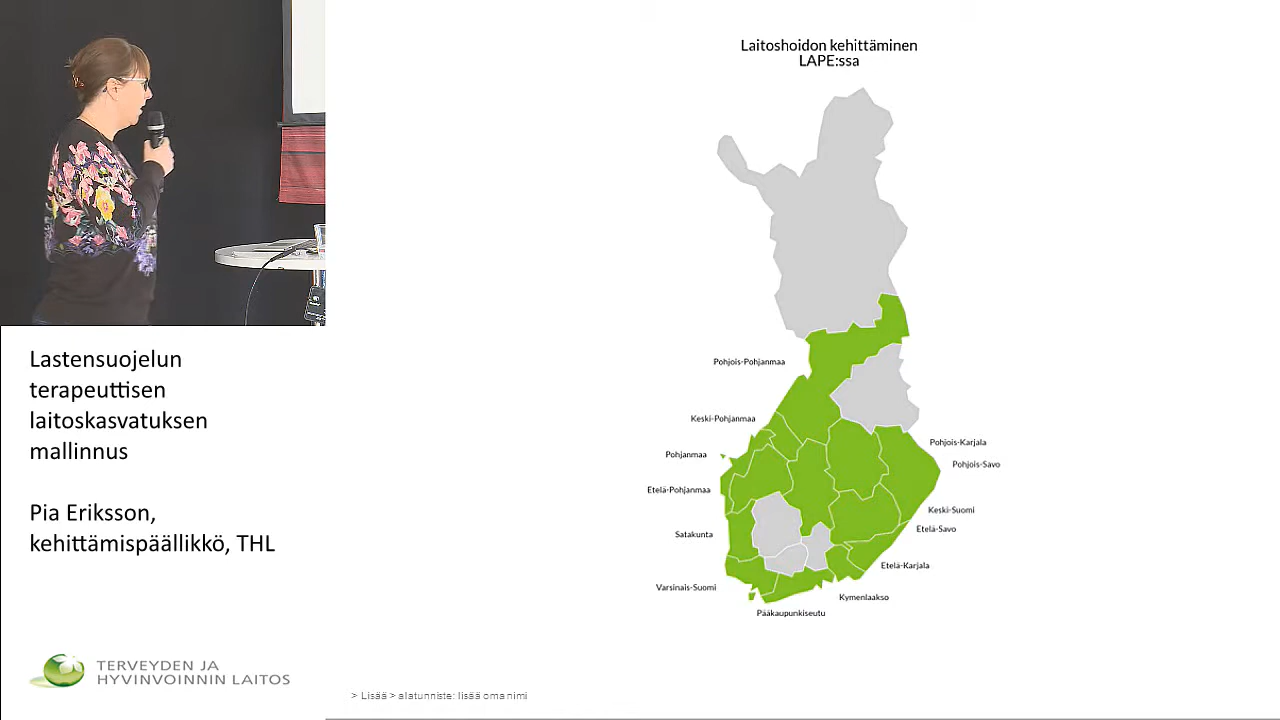 Laitoshoidon kehittäminen
LAPE:ssa
Pohjois-Pohjanmaa
Keski-Pohjanmaa
Pohjanmaa
Etelä-Pohjanmaa
Satakunta
Varsinais-Suomi
Pääkaupunkiseutu
Pohjois-Karjala
Pohjois-Savo
Keski-Suomi
Etelä-Savo
Etelä-Karjala
Kymenlaakso
Lastensuojelun
terapeuttisen
laitoskasvatuksen
mallinnus
Pia Eriksson,
kehittämispäällikkö, THL
TERVEYDEN JA
HYVINVOINNIN LAITOS
> Lisää > alatunniste: lisää oma nimi